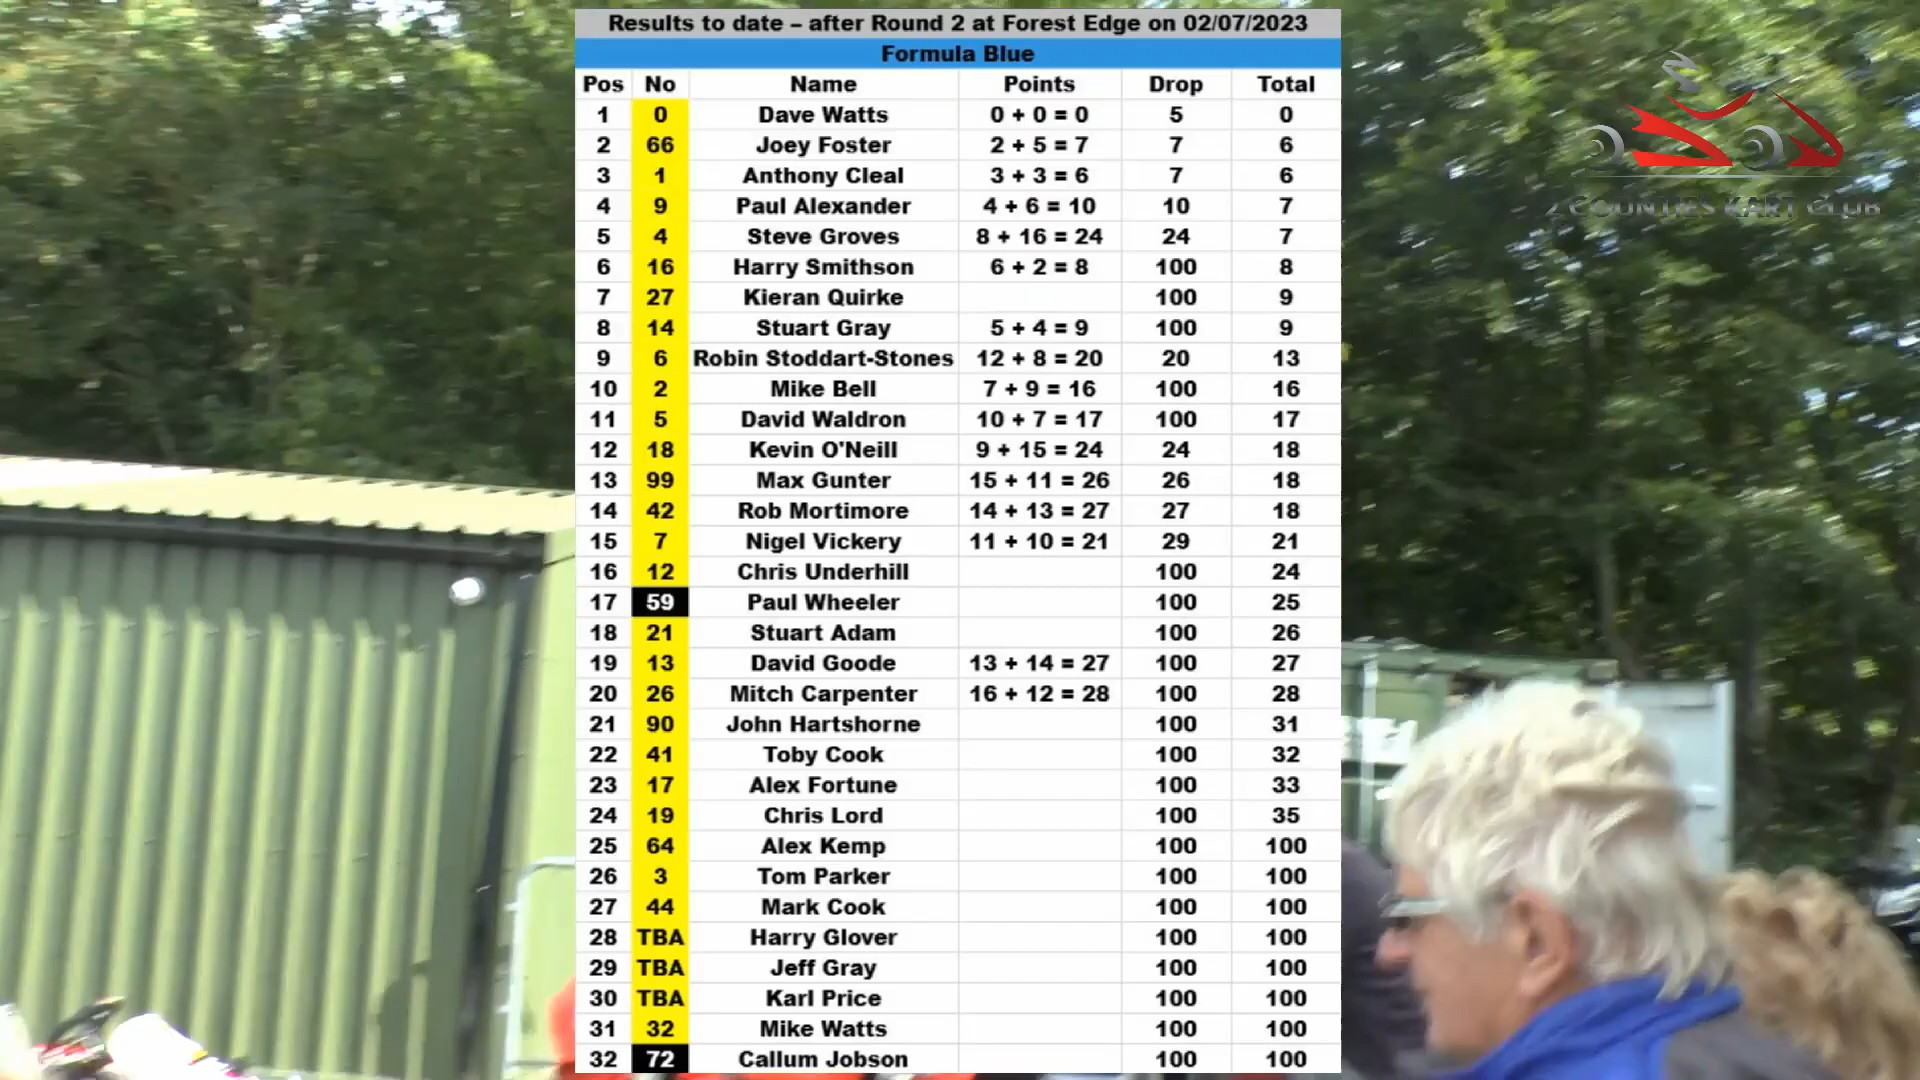 Results to date – after Round 2 at Forest Edge on 02/07/2023
Formula Blue
Pos No Name Points Drop Total
1 0 Dave Watts 0 + 0 = 0 5 0
2 66 Joey Foster 2 + 5 = 7 7 6
3 1 Anthony Cleal 3 + 3 = 6 7 6
4 9 Paul Alexander 4 + 6 = 10 10 7
5 4 Steve Groves 8 + 16 = 24 24 7
6 16 Harry Smithson 6 + 2 = 8 100 8
7 27 Kieran Quirke 100 9
8 14 Stuart Gray 5 + 4 = 9 100 9
9 6 Robin Stoddart-Stones 12 + 8 = 20 20 13
10 2 Mike Bell 7 + 9 = 16 100 16
11 5 David Waldron 10 + 7 = 17 100 17
12 18 Kevin O'Neill 9 + 15 = 24 24 18
13 99 Max Gunter 15 + 11 = 26 26 18
14 42 Rob Mortimore 14 + 13 = 27 27 18
15 7 Nigel Vickery 11 + 10 = 21 29 21
16 12 Chris Underhill 100 24
17 59 Paul Wheeler 100 25
18 21 Stuart Adam 100 26
19 13 David Goode 13 + 14 = 27 100 27
20 26 Mitch Carpenter 16 + 12 = 28 100 28
21 90 John Hartshorne 100 31
22 41 Toby Cook 100 32
23 17 Alex Fortune 100 33
24 19 Chris Lord 100 35
25 64 Alex Kemp 100 100
26 3 Tom Parker 100 100
27 44 Mark Cook 100 100
28 TBA Harry Glover 100 100
29 TBA Jeff Gray 100 100
30 TBA Karl Price 100 100
31 32 Mike Watts 100 100
32 72 Callum Jobson 100 100
2 COUNTIES KART CLUB